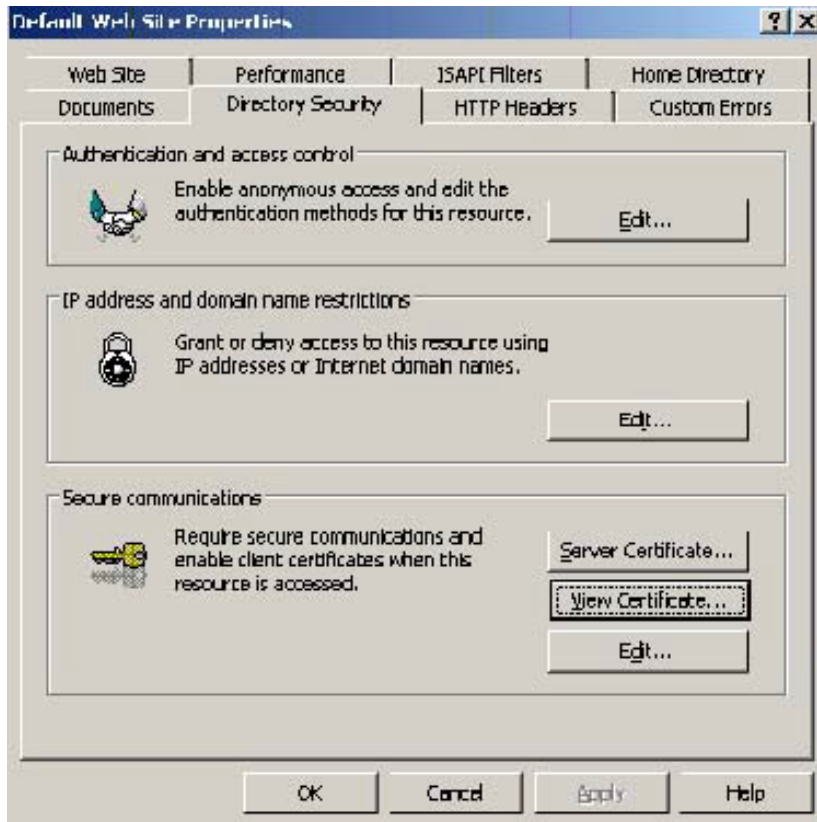 Default Web Site Properties
? X
Web Site Performance ISAPI Filters Home Directory
Documents Directory Security HTTP Headers Custom Errors
Authentication and access control
Enable anonymous access and edit the
authentication methods for this resource.
Edit...
IP address and domain name restrictions
Grant or deny access to this resource using
IP addresses or Internet domain names.
Edit...
Secure communications
Require secure communications and
enable client certificates when this
resource is accessed.
Server Certificate...
View Certificate...
Edit...
OK Cancel Apply Help